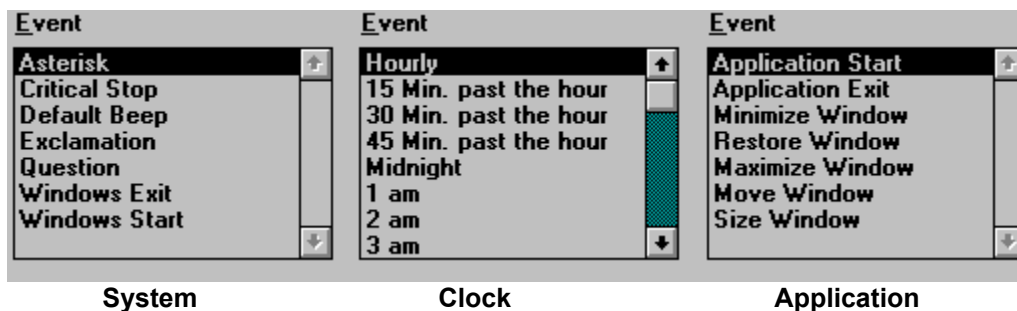 Event
Asterisk
Critical Stop
Default Beep
Exclamation
Question
Windows Exit
Windows Start
System
Event
Hourly
15 Min. past the hour
30 Min. past the hour
45 Min. past the hour
Midnight
1 am
2 am
3 am
Clock
Event
Application Start
Application Exit
Minimize Window
Restore Window
Maximize Window
Move Window
Size Window
Application